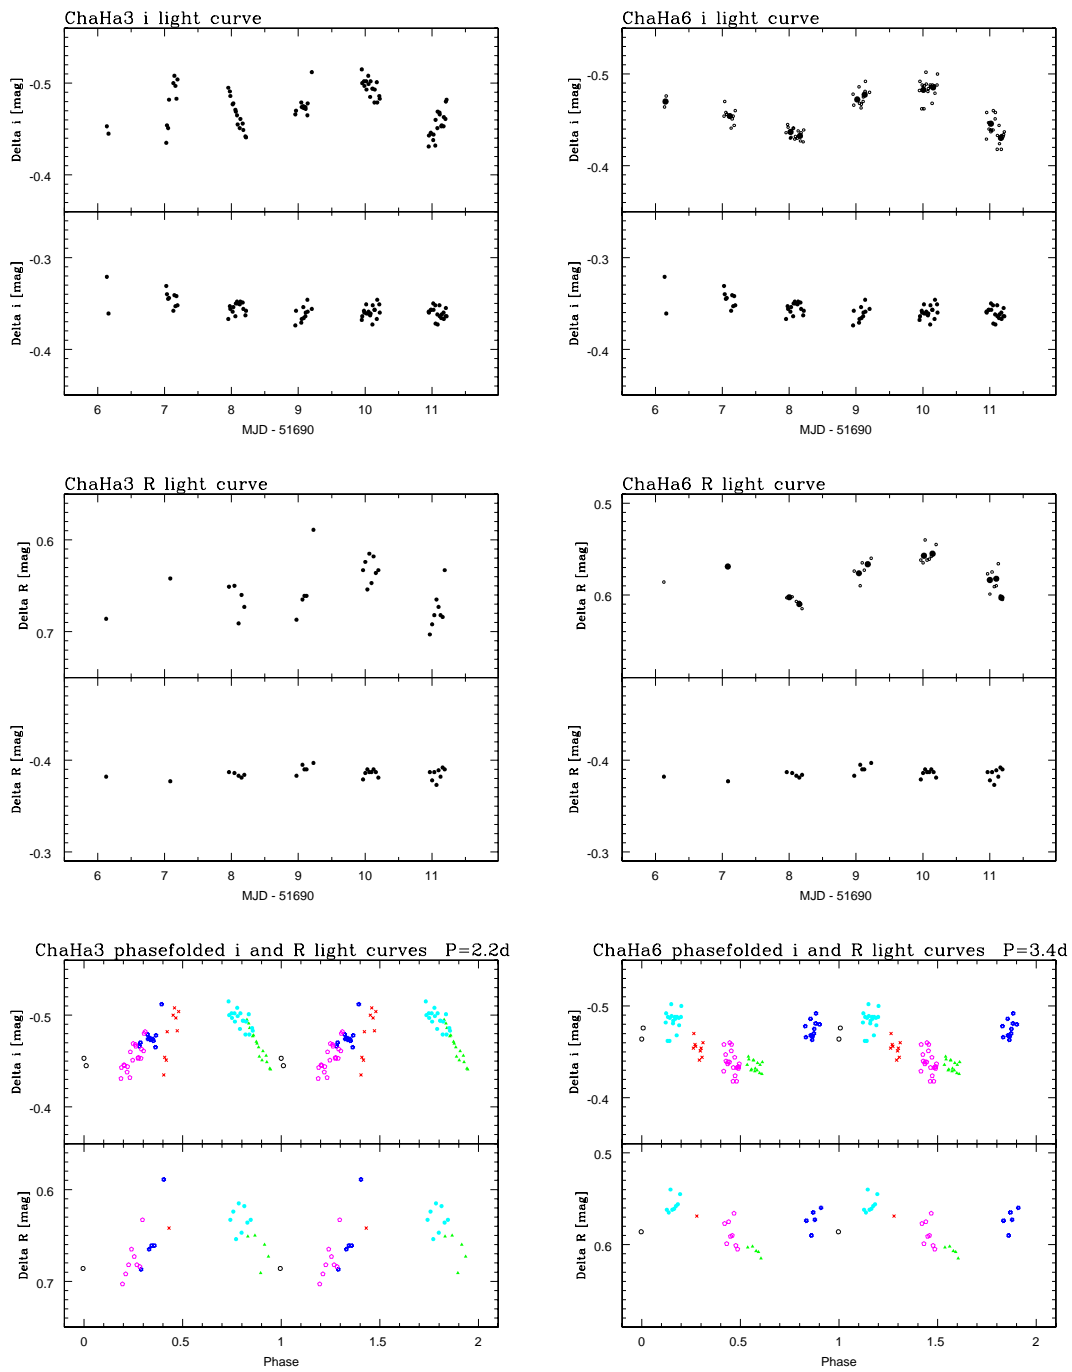 ChaHa3 i light curve
Delta i [mag]
-0.5
-0.4
Delta i [mag]
-0.3
-0.4
6 7 8 9 10 11
MJD - 51690
ChaHa6 i light curve
Delta i [mag]
-0.5
-0.4
Delta i [mag]
-0.3
-0.4
6 7 8 9 10 11
MJD - 51690
ChaHa3 R light curve
Delta R [mag]
0.6
0.7
Delta R [mag]
-0.4
-0.3
6 7 8 9 10 11
MJD - 51690
ChaHa6 R light curve
Delta R [mag]
0.5
0.6
Delta R [mag]
-0.4
-0.3
6 7 8 9 10 11
MJD - 51690
ChaHa3 phasefolded i and R light curves P=2.2d
Delta i [mag]
-0.5
-0.4
Delta R [mag]
0.6
0.7
0 0.5 1 1.5 2
Phase
ChaHa6 phasefolded i and R light curves P=3.4d
Delta i [mag]
-0.5
-0.4
Delta R [mag]
0.5
0.6
0 0.5 1 1.5 2
Phase